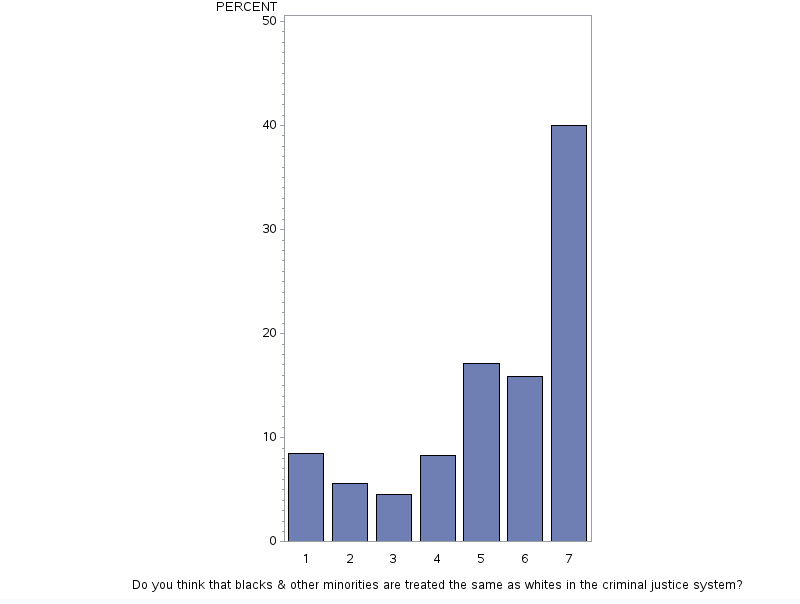 PERCENT
50
40
30
20
10
0
1 2 3 4 5 6 7
Do you think that blacks & other minorities are treated the same as whites in the criminal justice system?